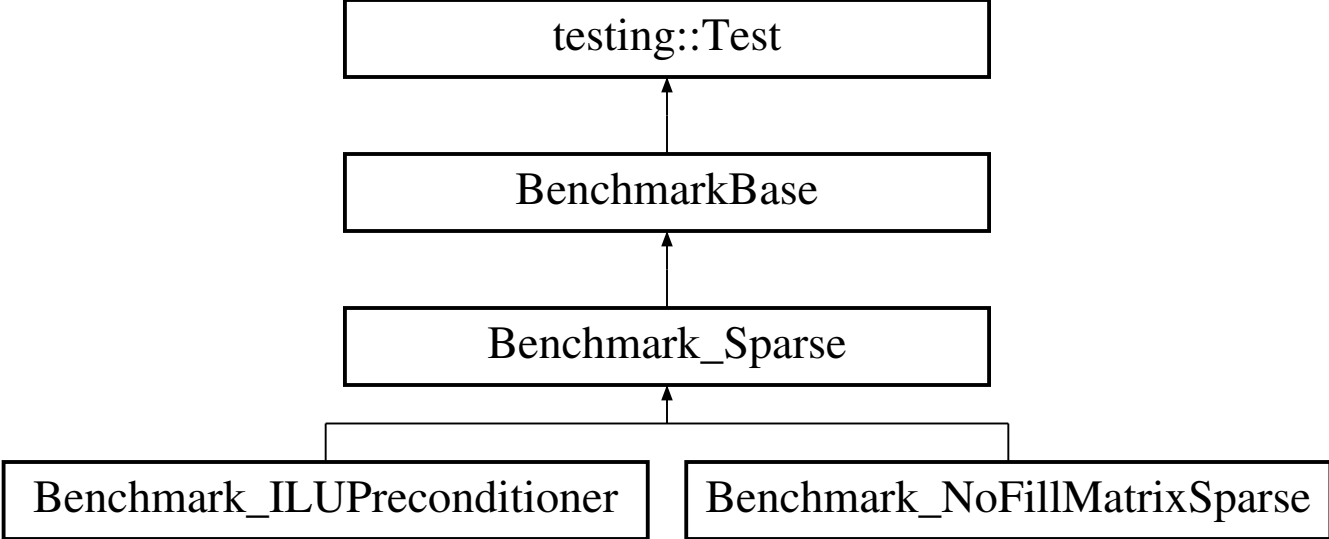 testing::Test
BenchmarkBase
Benchmark_Sparse
Benchmark_ILUPreconditioner
Benchmark_NoFillMatrixSparse